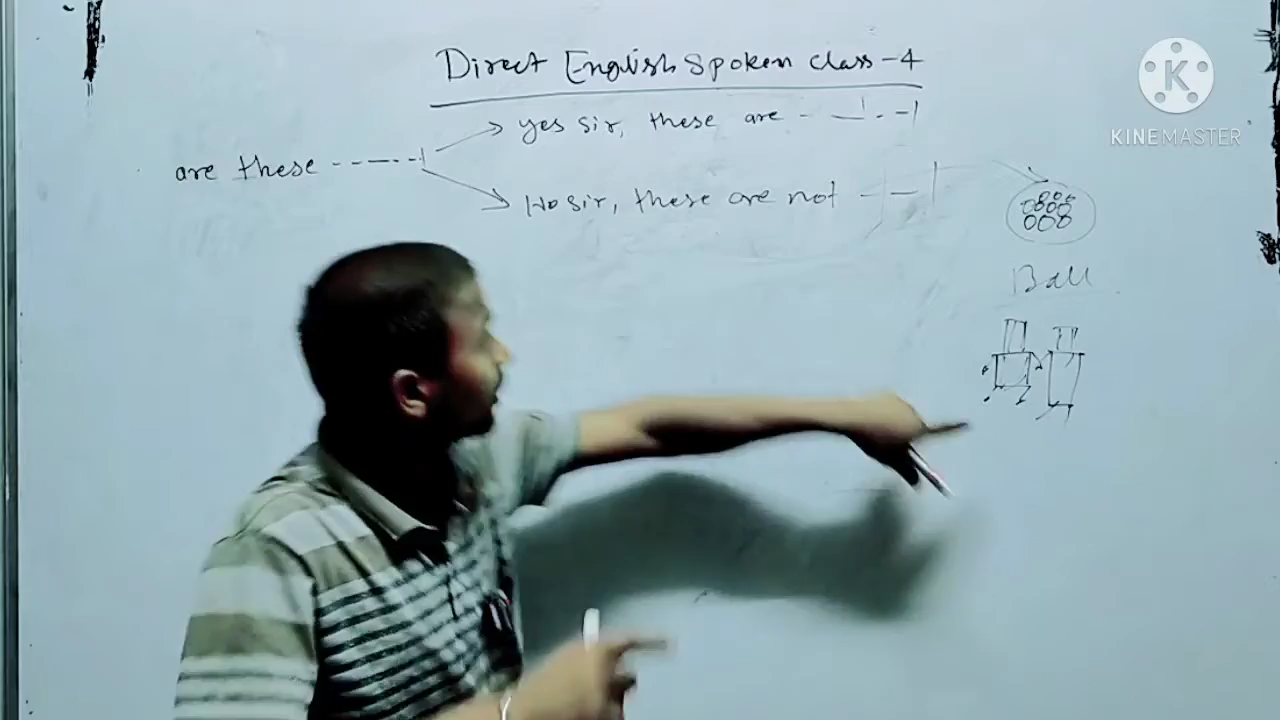 Direct English Spoken class-4
yes sir, these are - - . -
are these ------
No sir, these are not - -
Ball
KINEMASTER